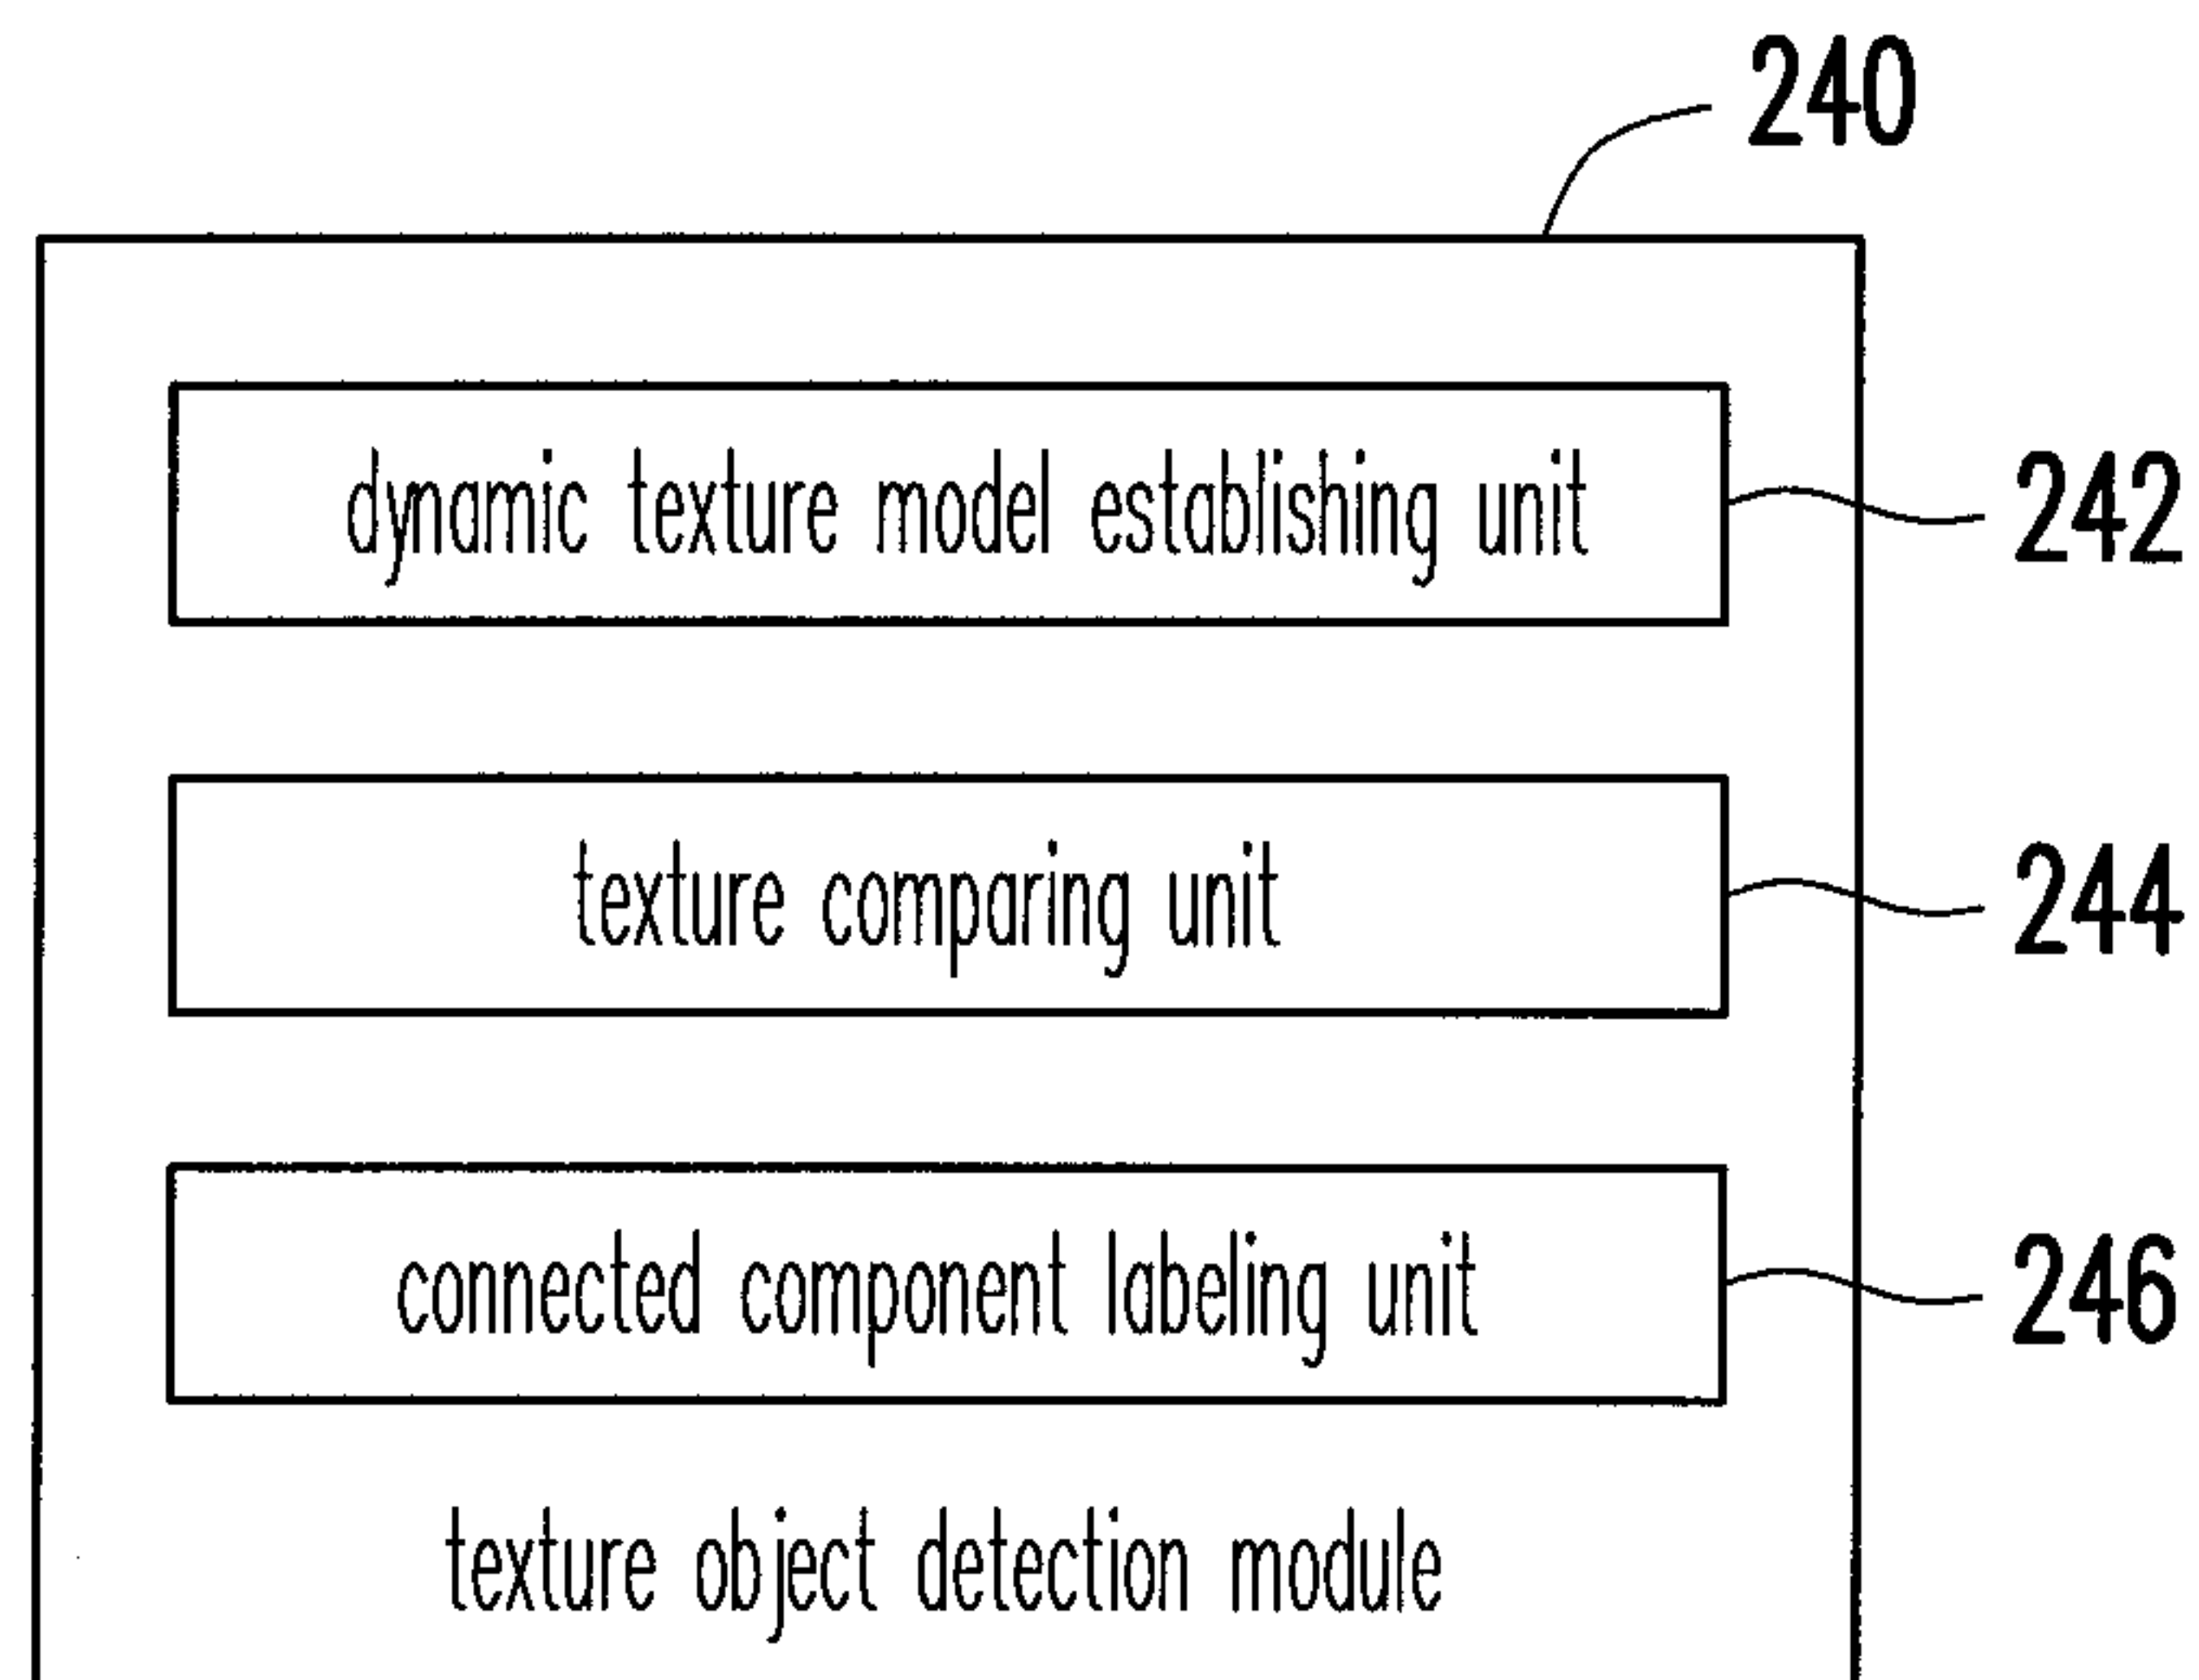 240
dynamic texture model establishing unit
242
texture comparing unit
244
connected component labeling unit
246
texture object detection module